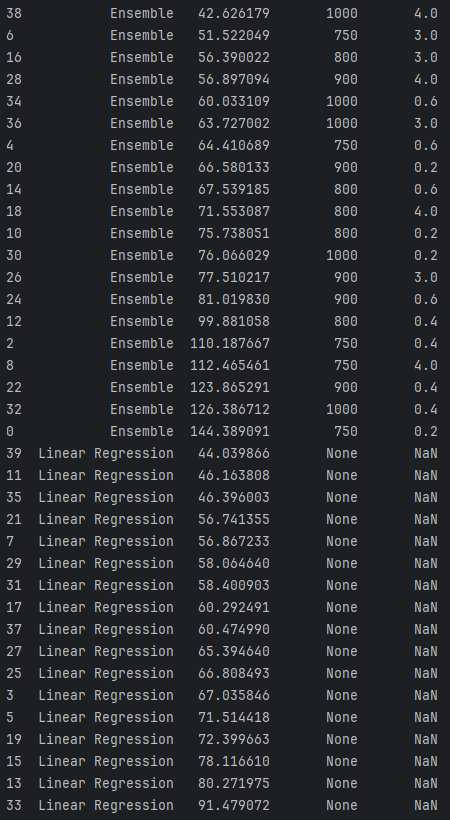 38 Ensemble 42.626179 1000 4.0
6 Ensemble 51.522049 750 3.0
16 Ensemble 56.390022 800 3.0
28 Ensemble 56.897094 900 4.0
34 Ensemble 60.033109 1000 0.6
36 Ensemble 63.727002 1000 3.0
4 Ensemble 64.410689 750 0.6
20 Ensemble 66.580133 900 0.2
14 Ensemble 67.539185 800 0.6
18 Ensemble 71.553087 800 4.0
10 Ensemble 75.738051 800 0.2
30 Ensemble 76.066029 1000 0.2
26 Ensemble 77.510217 900 3.0
24 Ensemble 81.019830 900 0.6
12 Ensemble 99.881058 800 0.4
2 Ensemble 110.187667 750 0.4
8 Ensemble 112.465461 750 4.0
22 Ensemble 123.865291 900 0.4
32 Ensemble 126.386712 1000 0.4
0 Ensemble 144.389091 750 0.2
39 Linear Regression 44.039866 None NaN
11 Linear Regression 46.163808 None NaN
35 Linear Regression 46.396003 None NaN
21 Linear Regression 56.741355 None NaN
7 Linear Regression 56.867233 None NaN
29 Linear Regression 58.064640 None NaN
31 Linear Regression 58.400903 None NaN
17 Linear Regression 60.292491 None NaN
37 Linear Regression 60.474990 None NaN
27 Linear Regression 65.394640 None NaN
25 Linear Regression 66.808493 None NaN
3 Linear Regression 67.035846 None NaN
5 Linear Regression 71.514418 None NaN
19 Linear Regression 72.399663 None NaN
15 Linear Regression 78.116610 None NaN
13 Linear Regression 80.271975 None NaN
33 Linear Regression 91.479072 None NaN